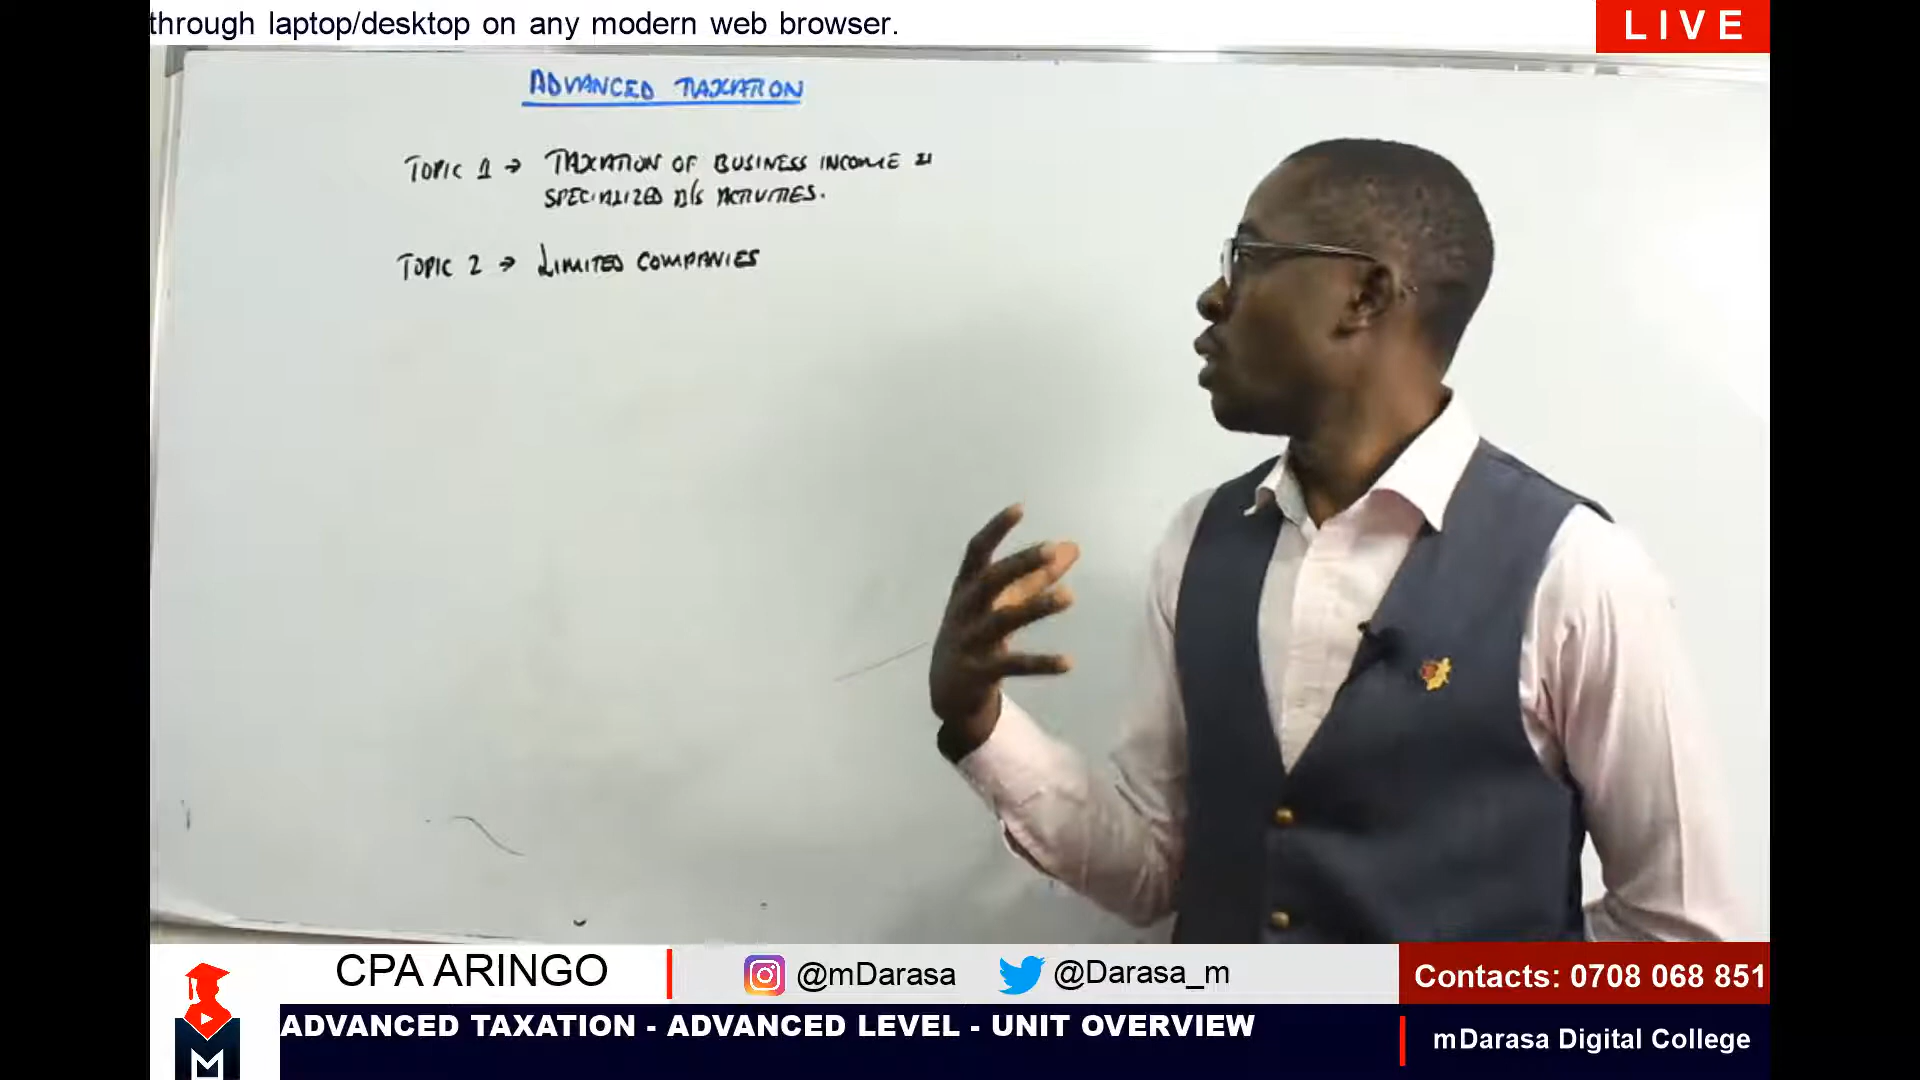 through laptop/desktop on any modern web browser.
LIVE
ADVANCED TAXATION
TOPIC 1 → TAXATION OF BUSINESS INCOME &
SPECIALIZED B/S ACTIVITIES.
TOPIC 2 → LIMITED COMPANIES
CPA ARINGO
@mDarasa
@Darasa_m
Contacts: 0708 068 851
ADVANCED TAXATION - ADVANCED LEVEL - UNIT OVERVIEW
mDarasa Digital College
M